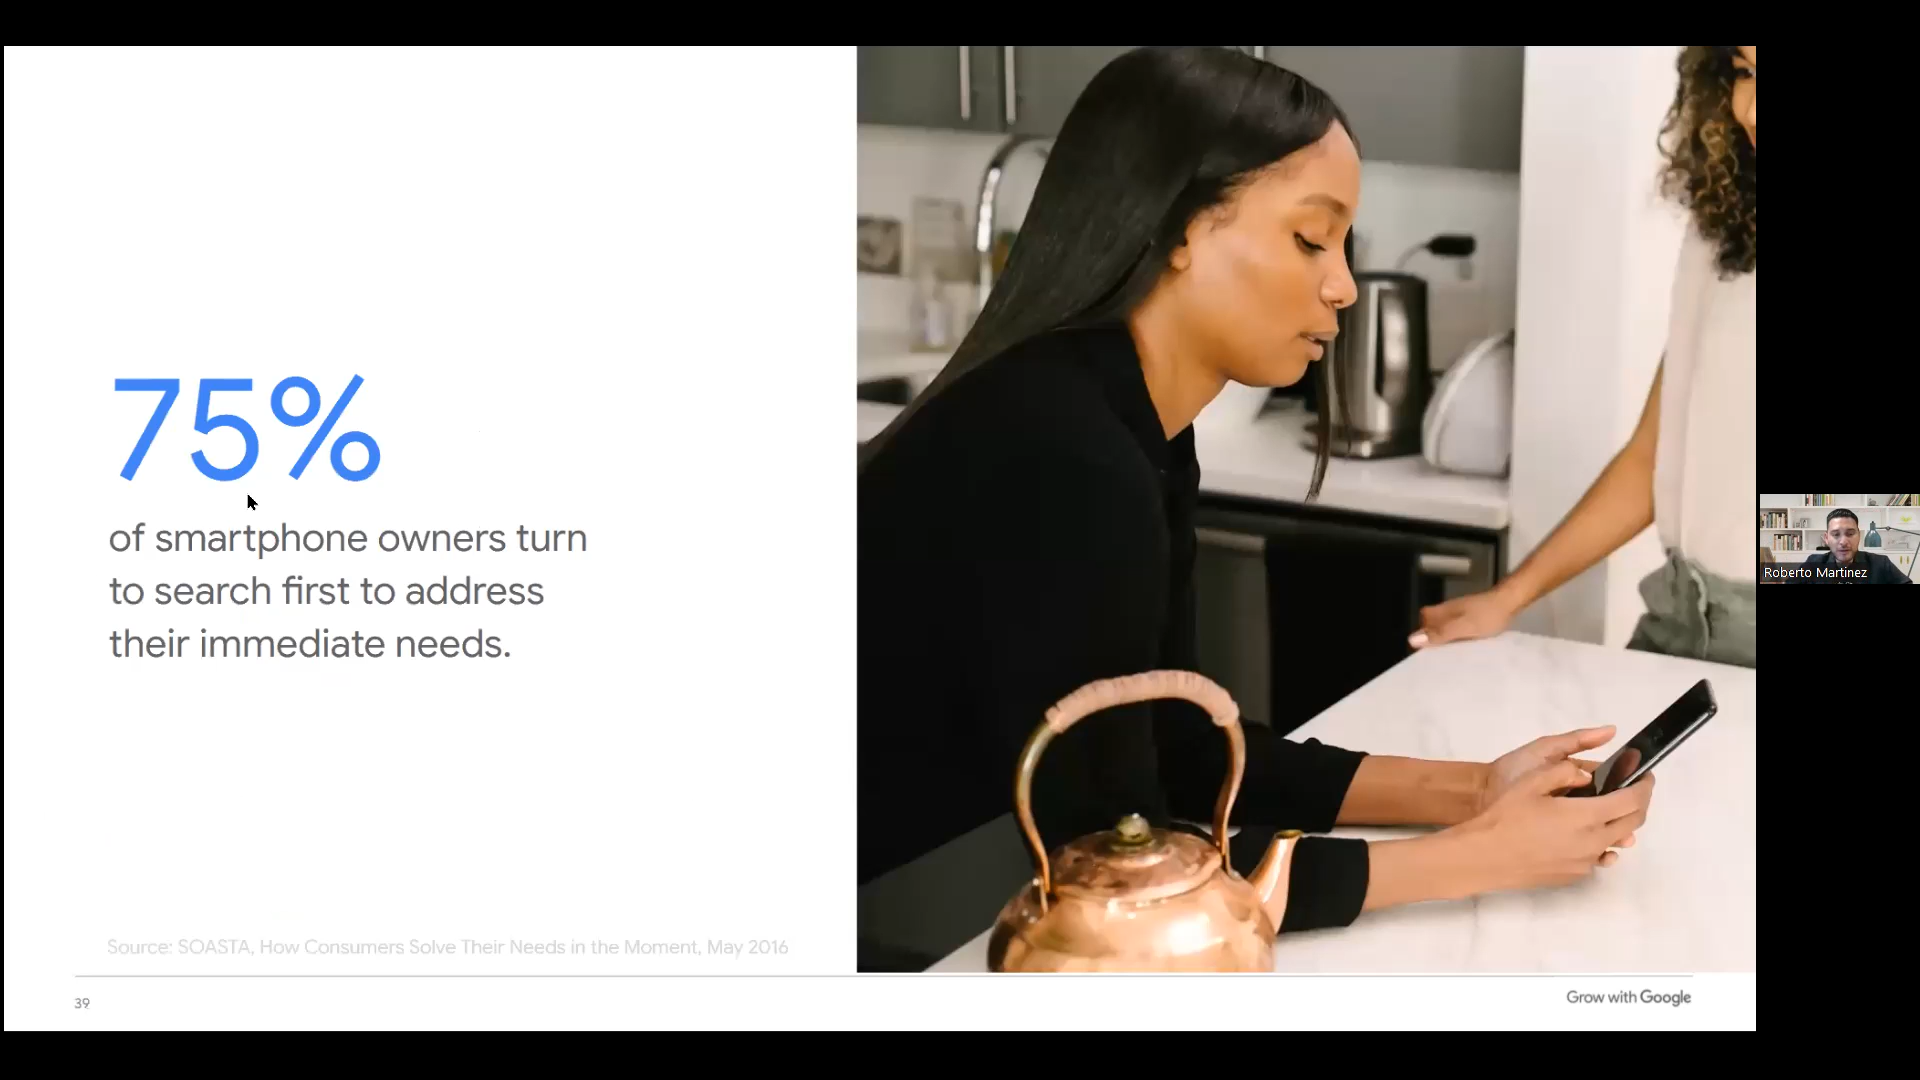 75%
of smartphone owners turn
to search first to address
their immediate needs.
Source: SOASTA, How Consumers Solve Their Needs in the Moment, May 2016
39
Grow with Google
Roberto Martinez